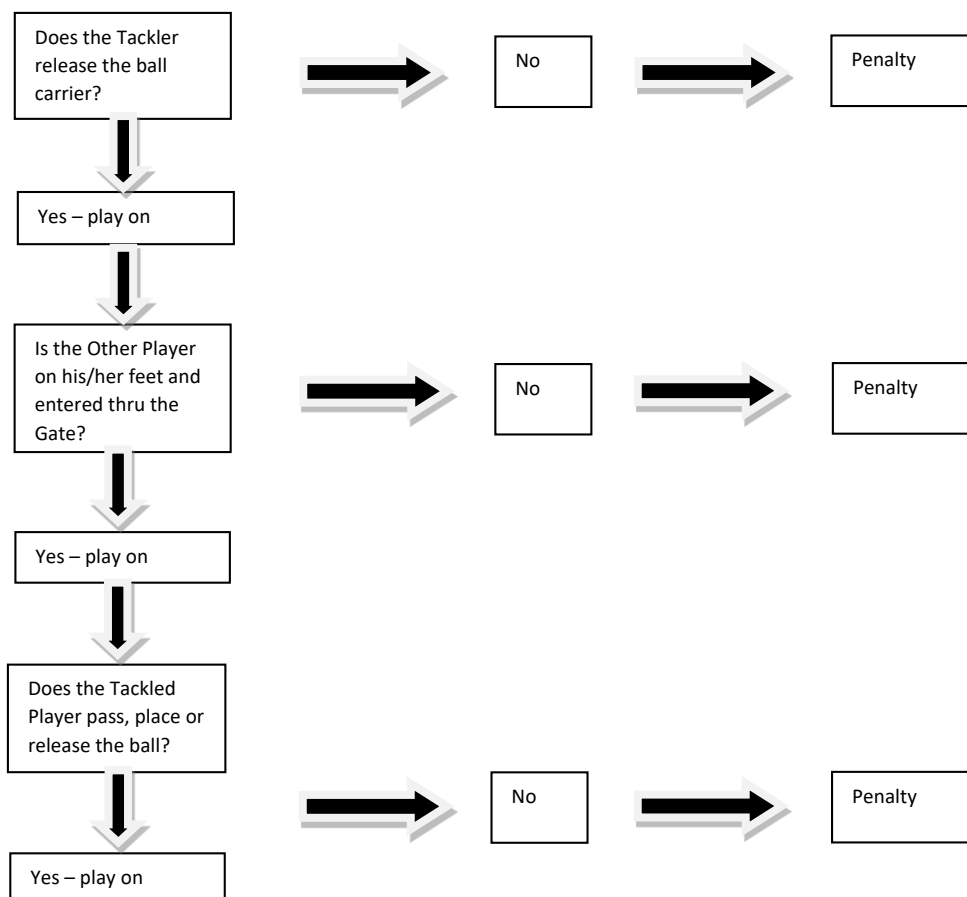 Does the Tackler
release the ball
carrier?
No
Penalty
Yes – play on
Is the Other Player
on his/her feet and
entered thru the
Gate?
No
Penalty
Yes – play on
Does the Tackled
Player pass, place or
release the ball?
No
Penalty
Yes – play on